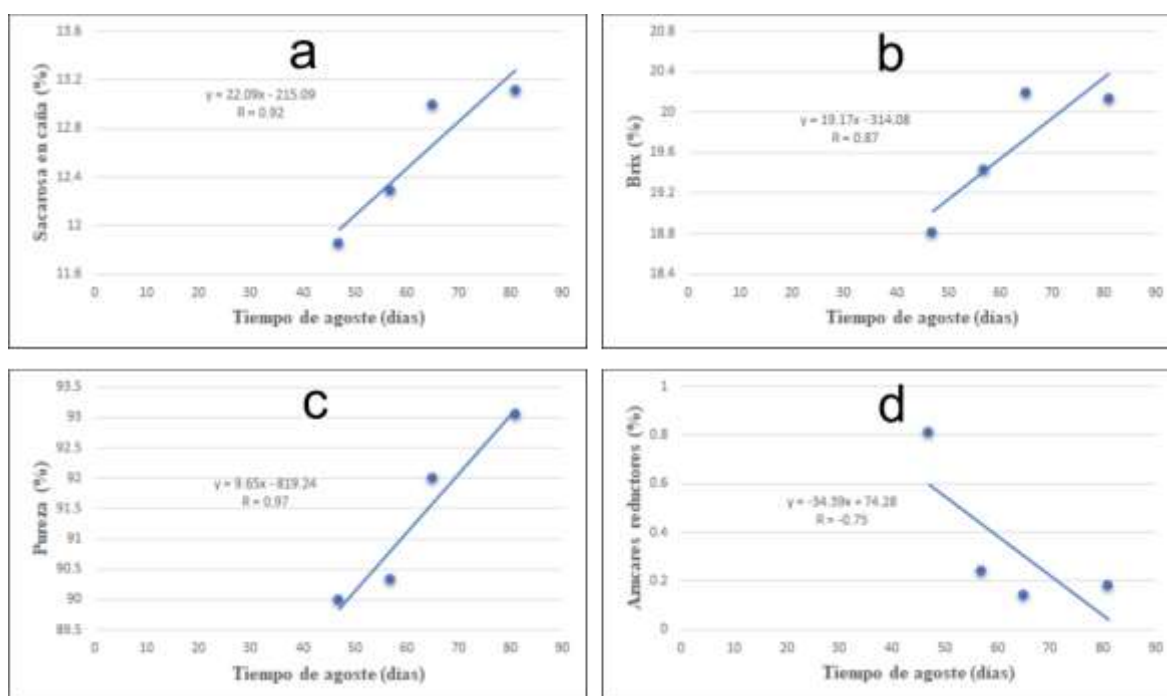 13.6
13.2
12.8
12.4
12
11.6
Sacarosa en caña (%)
a
y = 22.09x - 215.09
R = 0.92
0 10 20 30 40 50 60 70 80 90
Tiempo de agoste (días)
20.8
20.4
20
19.6
19.2
18.8
18.4
Brix (%)
b
y = 19.17x - 314.08
R = 0.87
0 10 20 30 40 50 60 70 80 90
Tiempo de agoste (días)
93.5
93
92.5
92
91.5
91
90.5
90
89.5
Pureza (%)
c
y = 9.65x - 819.24
R = 0.97
0 10 20 30 40 50 60 70 80 90
Tiempo de agoste (días)
1
0.8
0.6
0.4
0.2
0
Azucares reductores (%)
d
y = -34.39x + 74.28
R = -0.75
0 10 20 30 40 50 60 70 80 90
Tiempo de agoste (días)